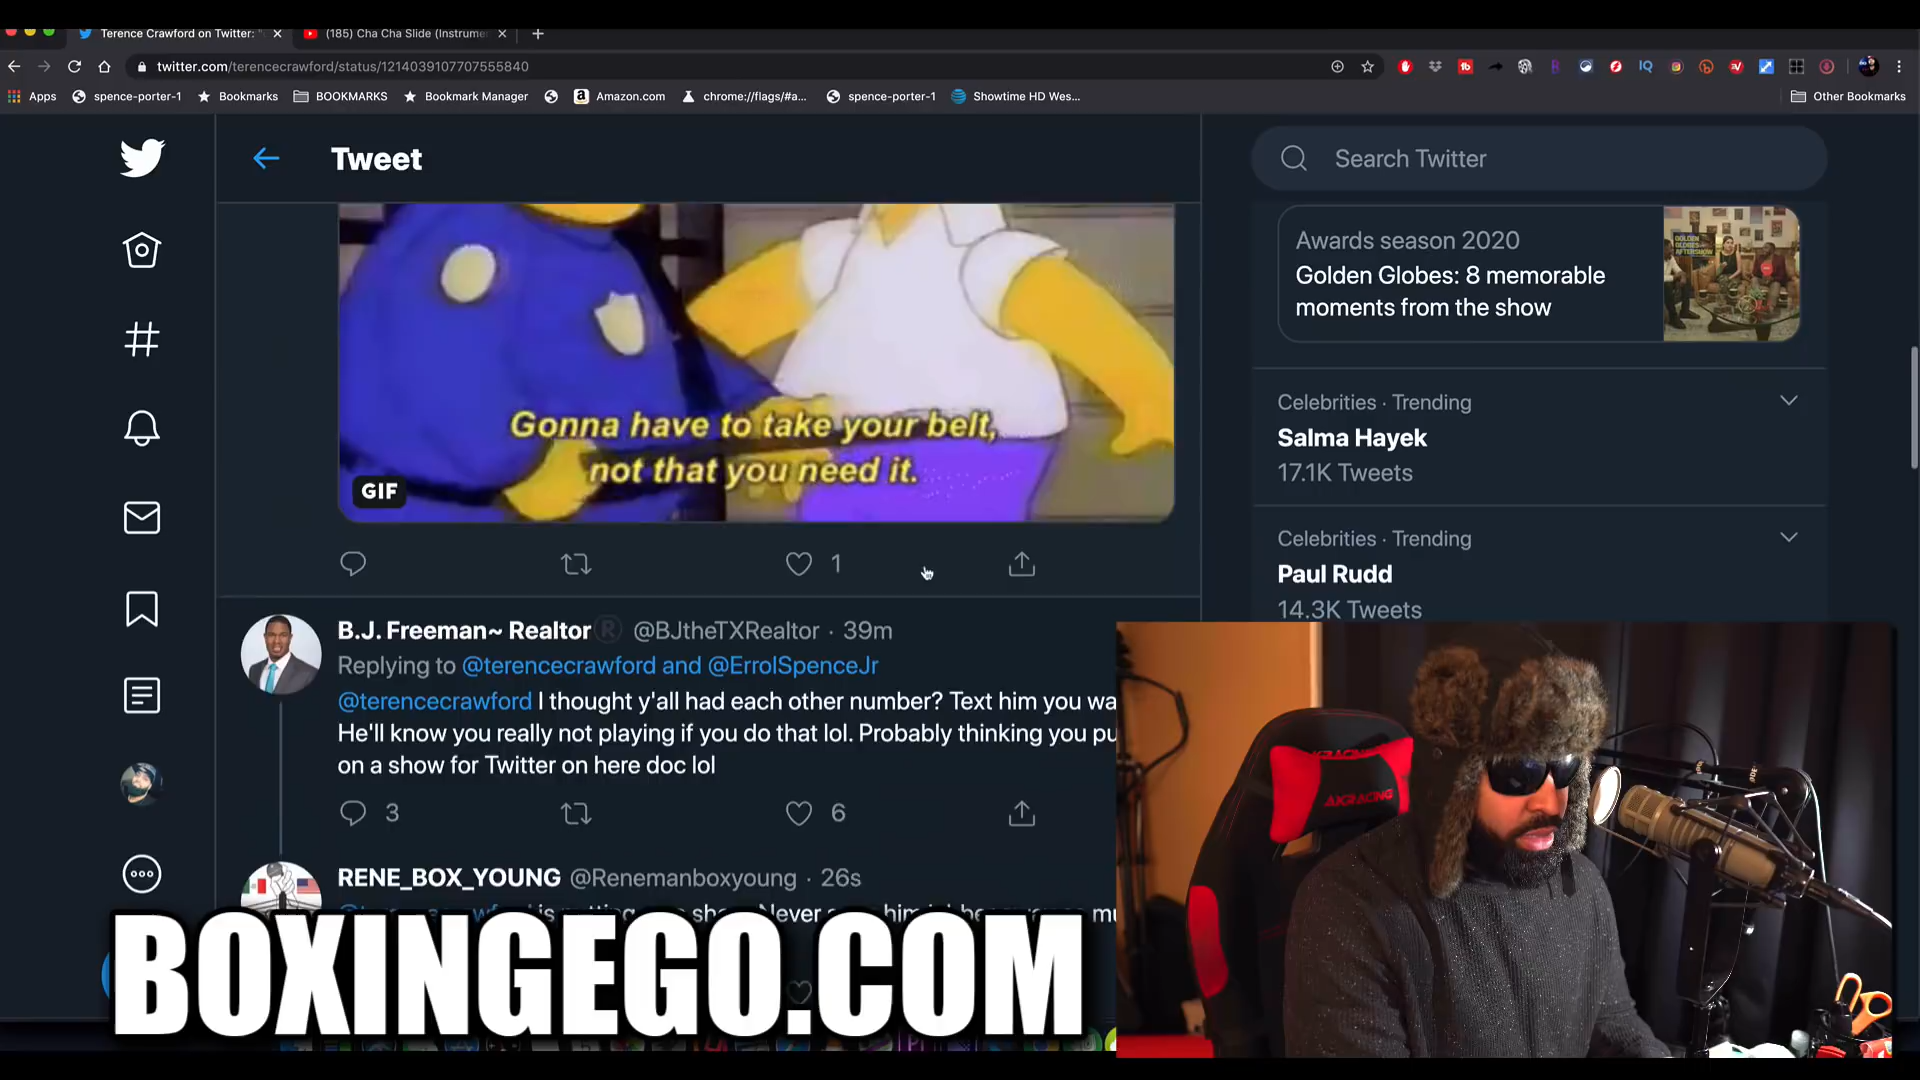 Terence Crawford on Twitter: "
(185) Cha Cha Slide (Instrume
twitter.com/terencecrawford/status/1214039107707555840
Apps
spence-porter-1
Bookmarks
BOOKMARKS
Bookmark Manager
Amazon.com
chrome://flags/#a...
spence-porter-1
Showtime HD Wes...
Other Bookmarks
Tweet
Search Twitter
Awards season 2020
Golden Globes: 8 memorable
moments from the show
Gonna have to take your belt,
not that you need it.
GIF
1
Celebrities · Trending
Salma Hayek
17.1K Tweets
Celebrities · Trending
Paul Rudd
14.3K Tweets
B.J. Freeman~ Realtor® @BJtheTXRealtor · 39m
Replying to @terencecrawford and @ErrolSpenceJr
@terencecrawford I thought y'all had each other number? Text him you wa
He'll know you really not playing if you do that lol. Probably thinking you pu
on a show for Twitter on here doc lol
3
6
RENE_BOX_YOUNG @Renemanboxyoung · 26s
BOXINGEGO.COM
AKRACING